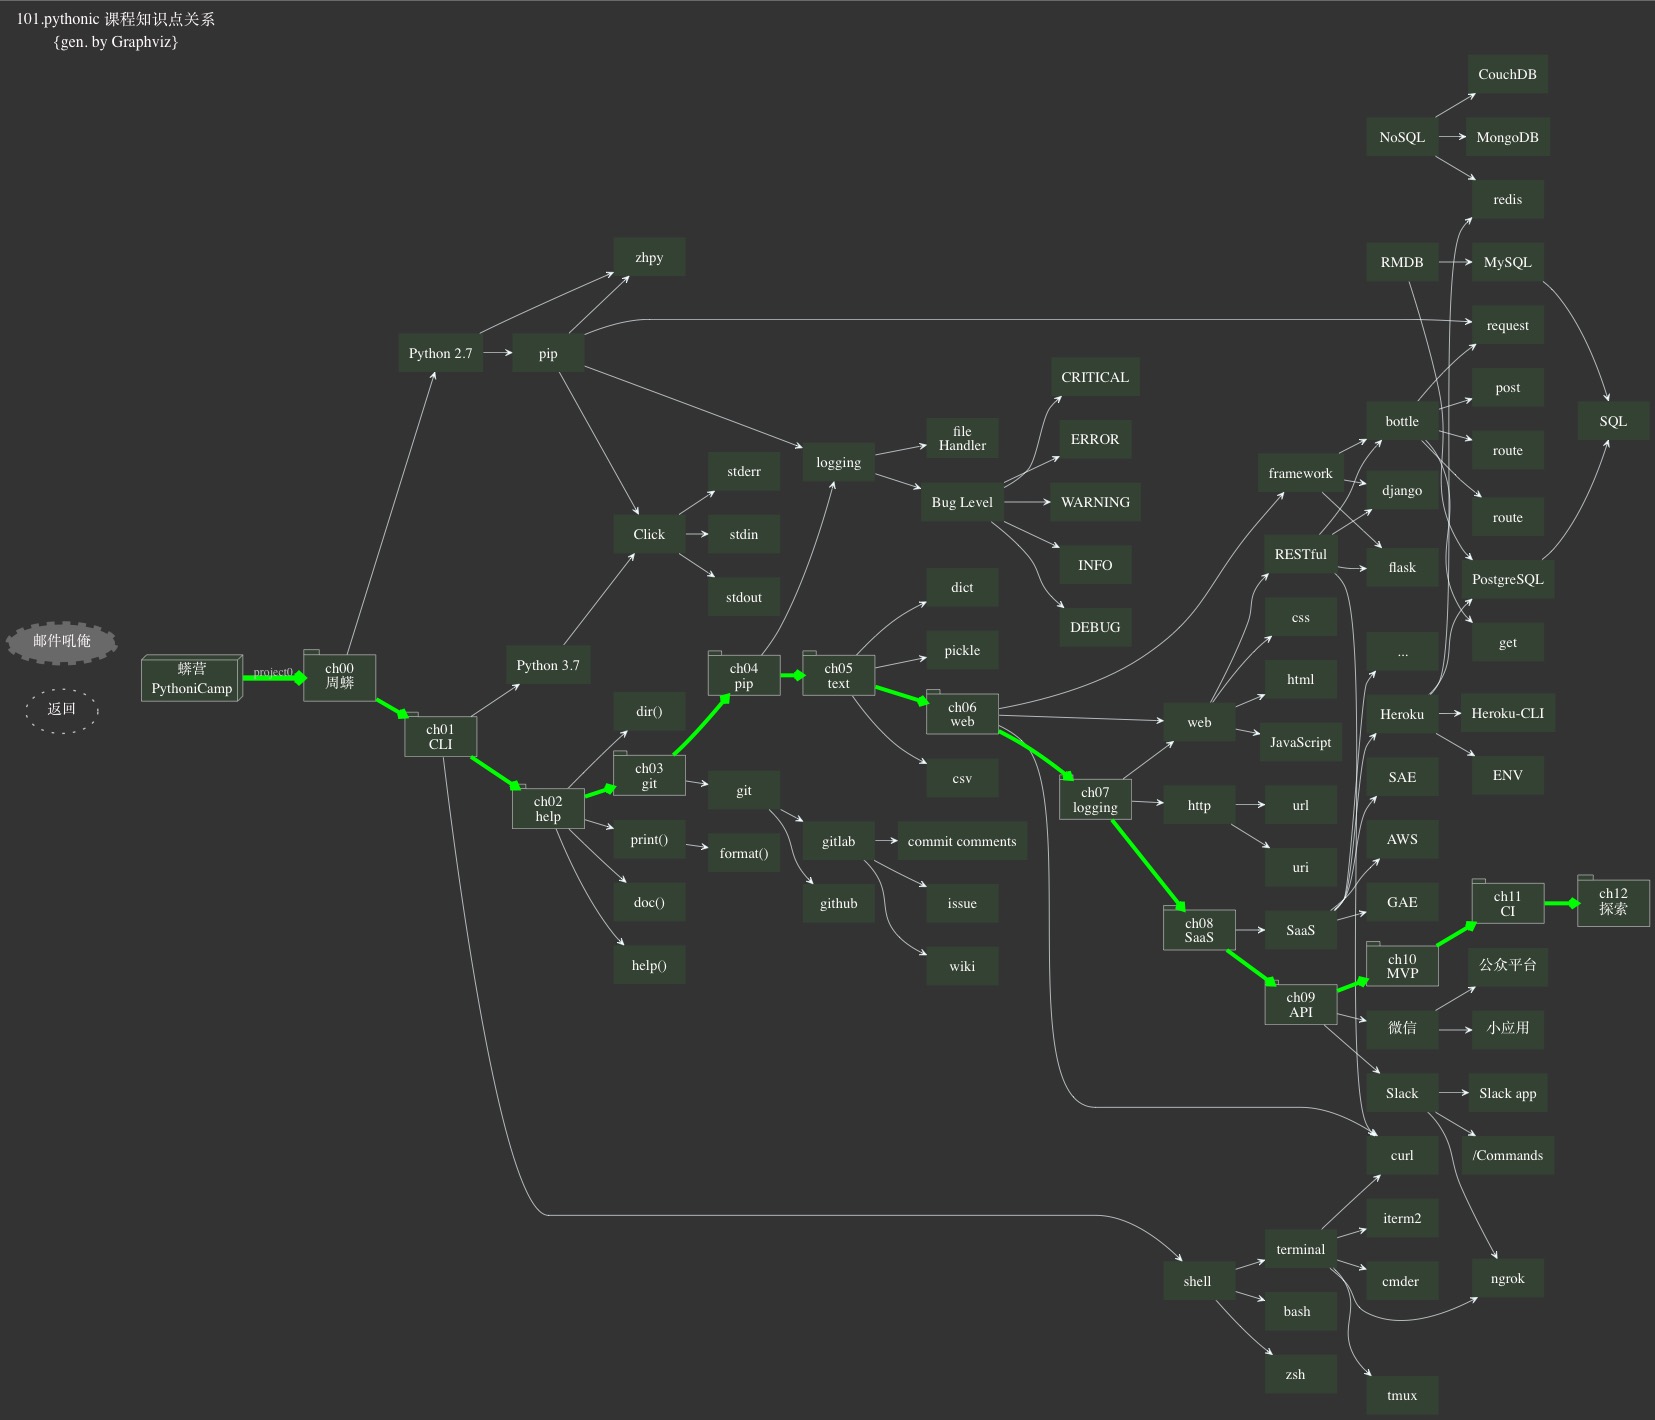 101.pythonic 课程知识点关系
{gen. by Graphviz}
邮件吼俺
返回
蟒营
PythoniCamp
project0
ch00
周蟒
ch01
CLI
ch02
help
ch03
git
ch04
pip
ch05
text
ch06
web
ch07
logging
ch08
SaaS
ch09
API
ch10
MVP
ch11
CI
ch12
探索
Python 2.7
pip
zhpy
Python 3.7
Click
stderr
stdin
stdout
dir()
print()
format()
doc()
help()
git
gitlab
github
commit comments
issue
wiki
logging
file
Handler
Bug Level
CRITICAL
ERROR
WARNING
INFO
DEBUG
dict
pickle
csv
web
http
framework
RESTful
css
html
JavaScript
url
uri
SaaS
NoSQL
CouchDB
MongoDB
redis
RMDB
MySQL
request
post
bottle
route
SQL
django
route
flask
PostgreSQL
get
...
Heroku
Heroku-CLI
ENV
SAE
AWS
GAE
微信
公众平台
小应用
Slack
Slack app
/Commands
curl
shell
terminal
bash
zsh
iterm2
cmder
ngrok
tmux